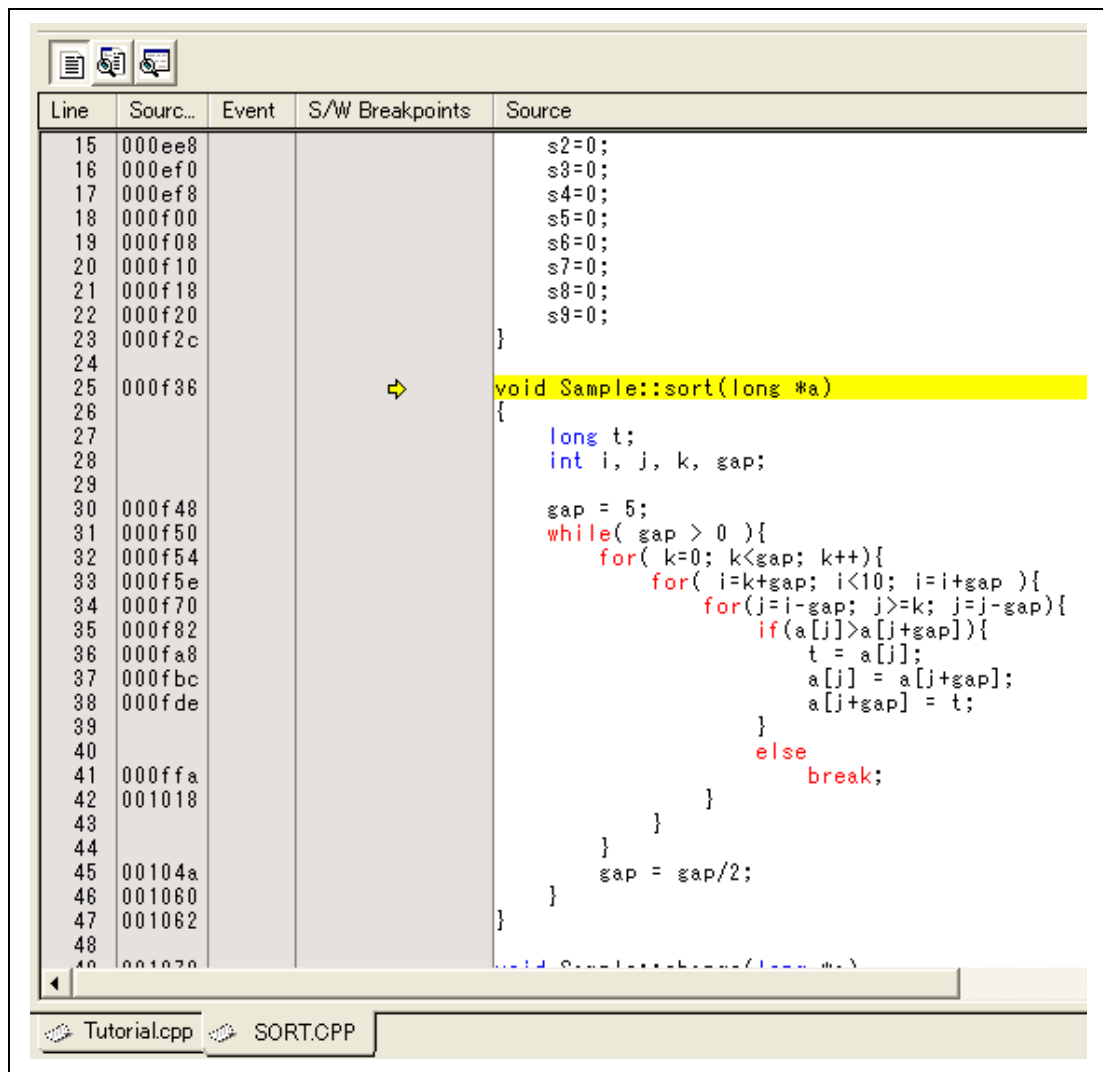 Line Sourc... Event S/W Breakpoints Source
15 000ee8 s2=0;
16 000ef0 s3=0;
17 000ef8 s4=0;
18 000f00 s5=0;
19 000f08 s6=0;
20 000f10 s7=0;
21 000f18 s8=0;
22 000f20 s9=0;
23 000f2c }
24
25 000f36 void Sample::sort(long *a)
26 {
27 long t;
28 int i, j, k, gap;
29
30 000f48 gap = 5;
31 000f50 while( gap > 0 ){
32 000f54 for( k=0; k<gap; k++){
33 000f5e for( i=k+gap; i<10; i=i+gap ){
34 000f70 for(j=i-gap; j>=k; j=j-gap){
35 000f82 if(a[j]>a[j+gap]){
36 000fa8 t = a[j];
37 000fbc a[j] = a[j+gap];
38 000fde a[j+gap] = t;
39 }
40 else
41 000ffa break;
42 001018 }
43 }
44 }
45 00104a gap = gap/2;
46 001060 }
47 001062 }
48
49 001070 void Sample::change(long *a)
Tutorial.cpp SORT.CPP